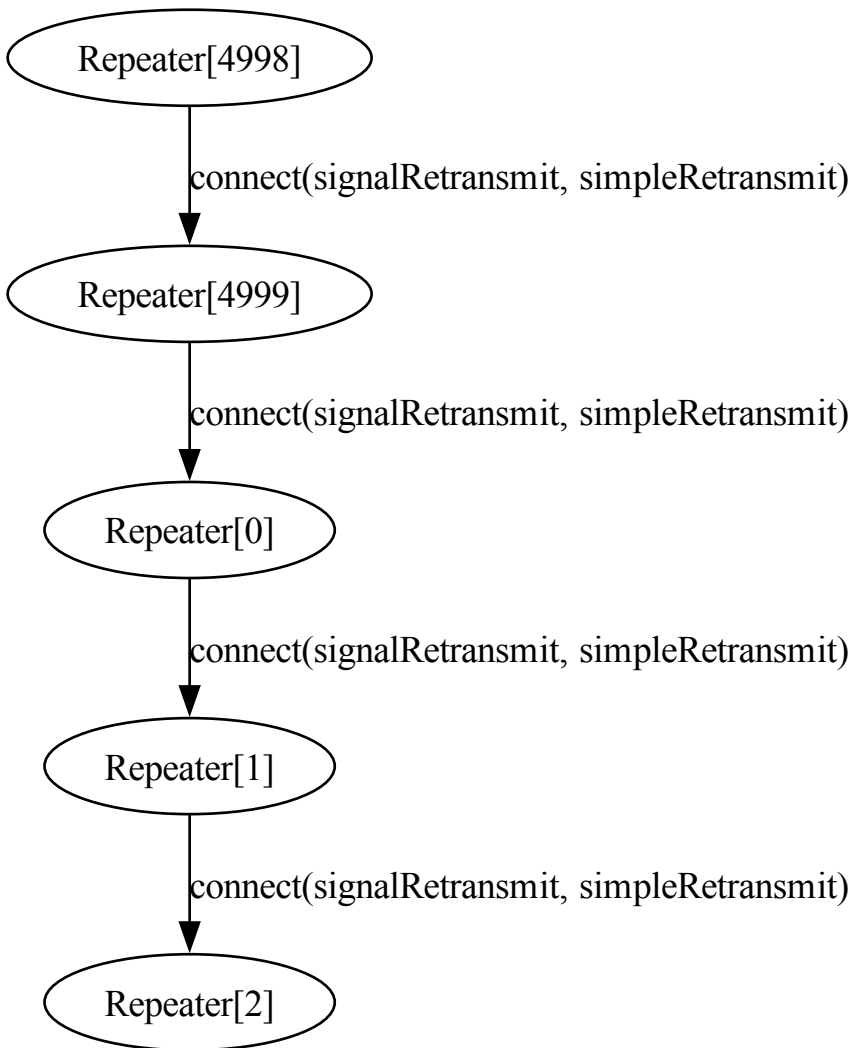 Repeater[4998]
connect(signalRetransmit, simpleRetransmit)
Repeater[4999]
connect(signalRetransmit, simpleRetransmit)
Repeater[0]
connect(signalRetransmit, simpleRetransmit)
Repeater[1]
connect(signalRetransmit, simpleRetransmit)
Repeater[2]